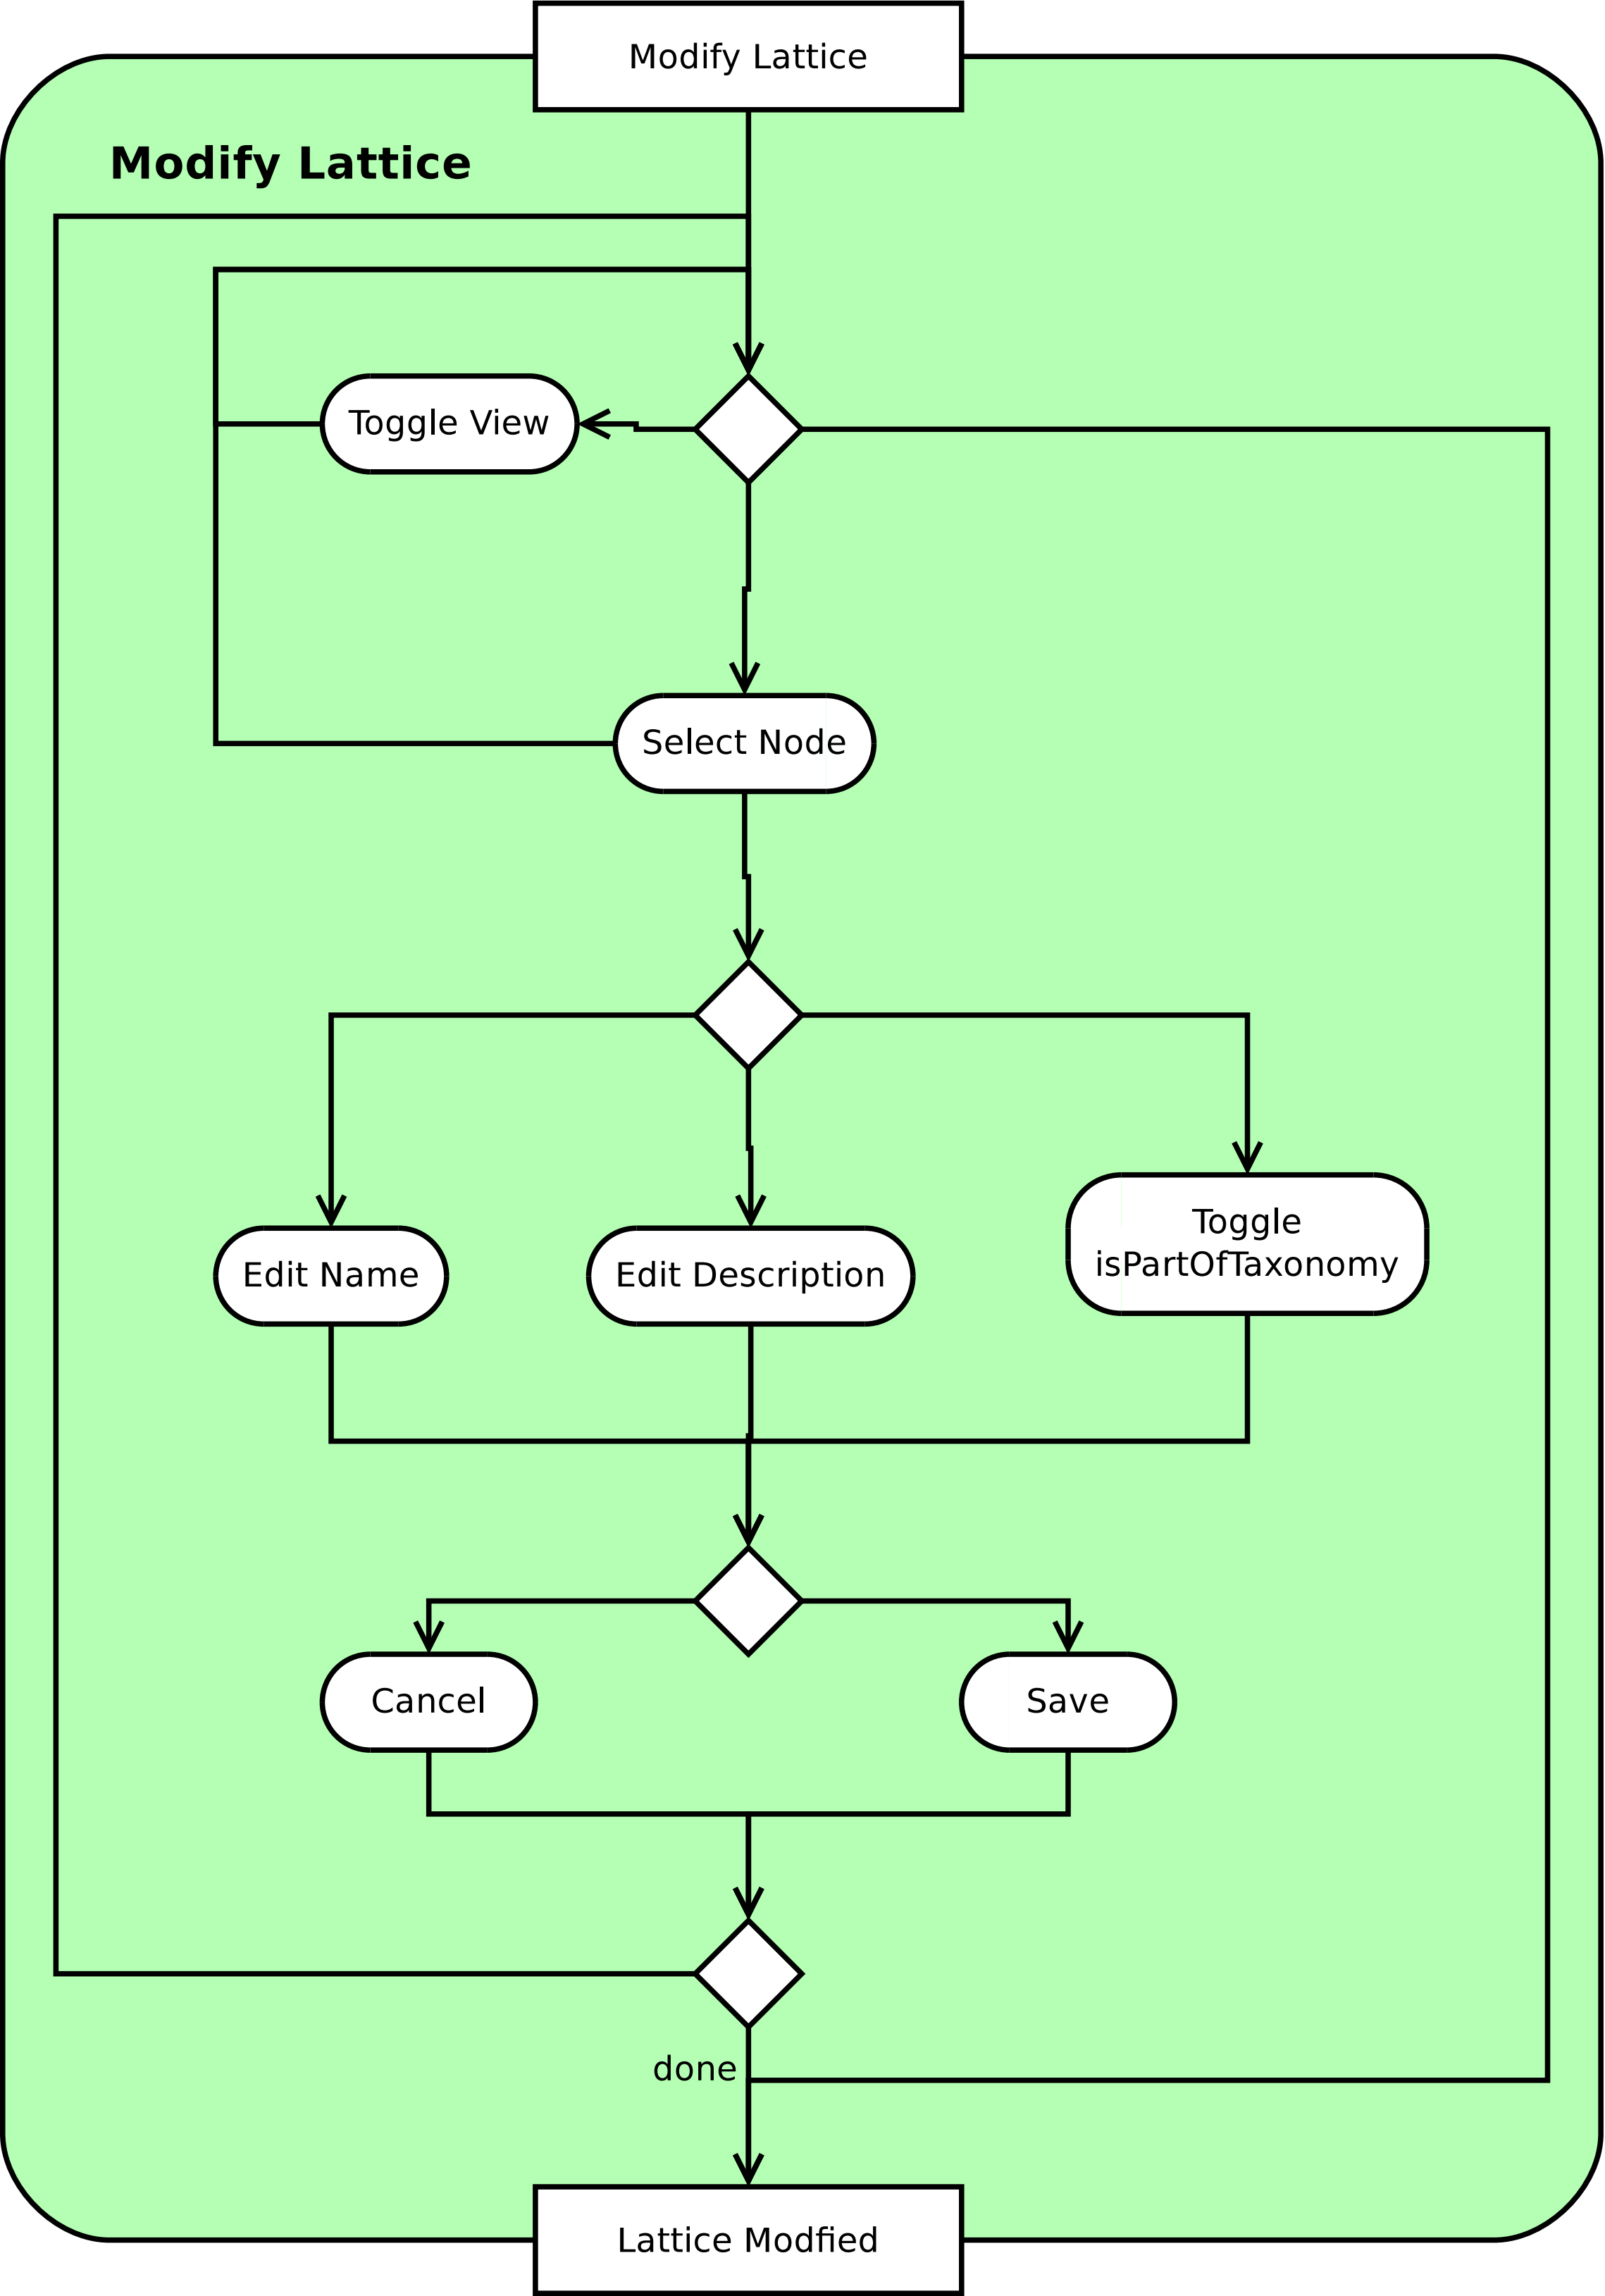 Modify Lattice
Modify Lattice
Toggle View
Select Node
Edit Name
Edit Description
Toggle
isPartOfTaxonomy
Cancel
Save
done
Lattice Modfied